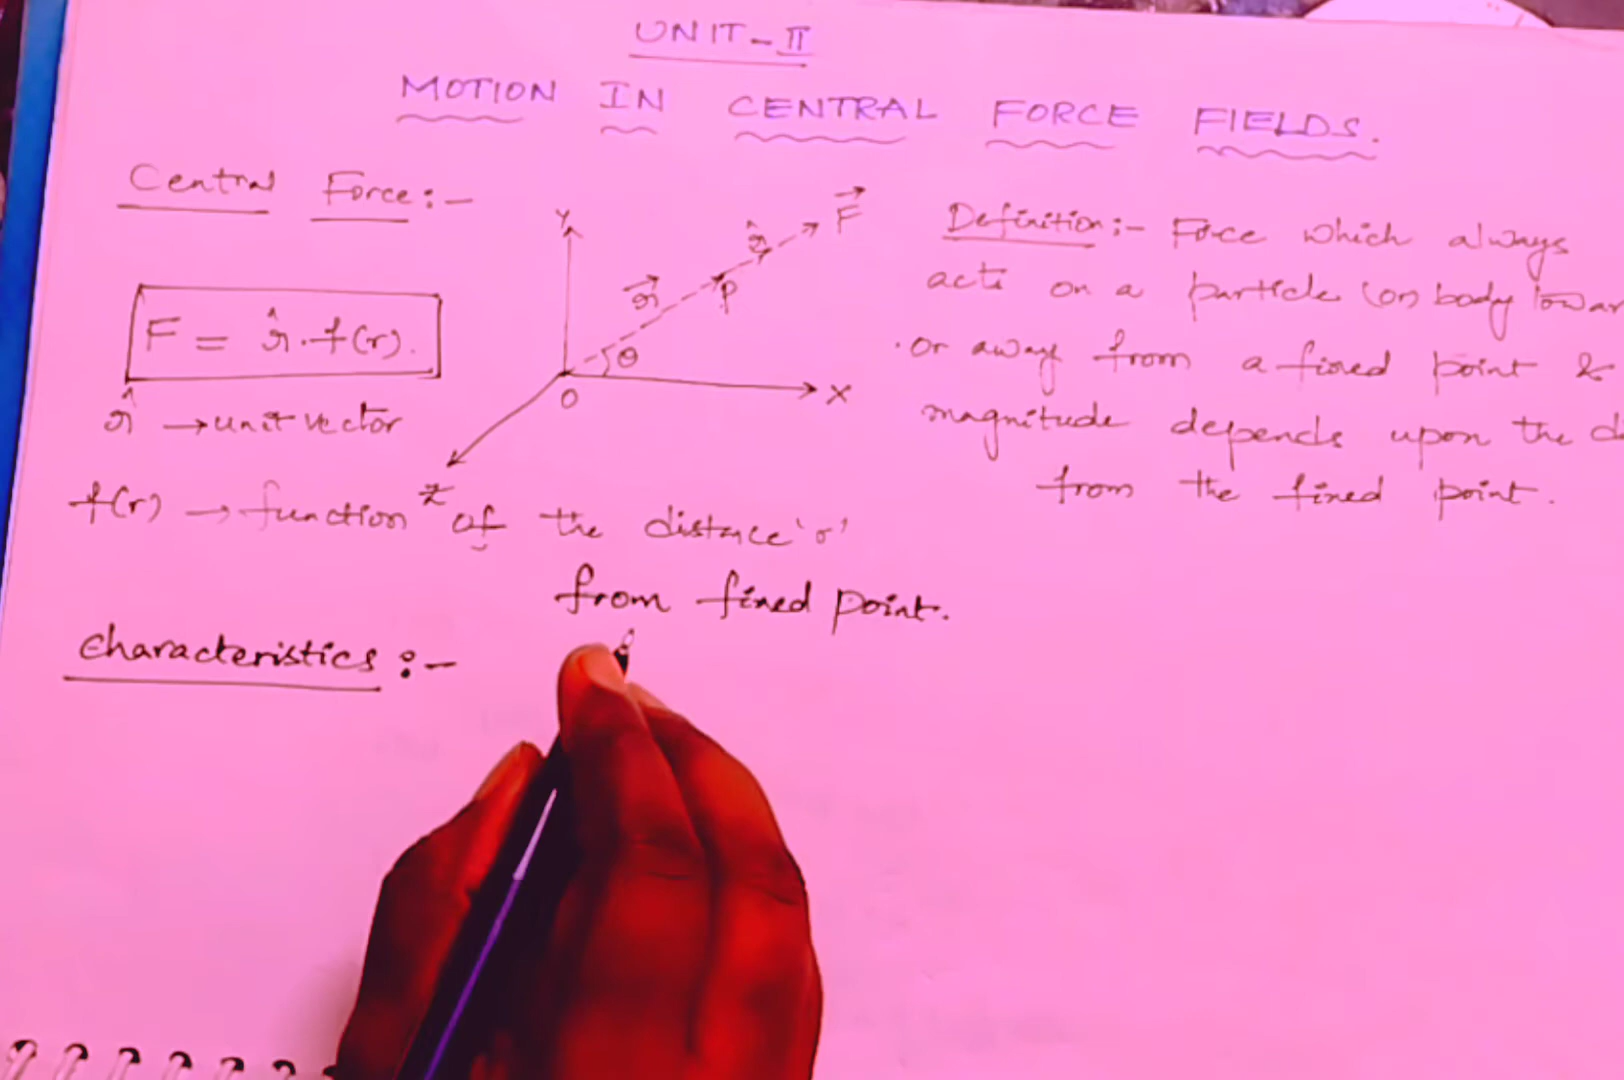 UNIT-II
MOTION IN CENTRAL FORCE FIELDS.
Central Force:-
F = r̂.f(r).
r̂ → unit vector
f(r) → function of the distance 'r'
from fixed point.
Y
X
Z
O
θ
P
r⃗
r̂
F⃗
Definition:- Force which always
acts on a particle (or) body towar
or away from a fixed point &
magnitude depends upon the d
from the fixed point.
characteristics:-